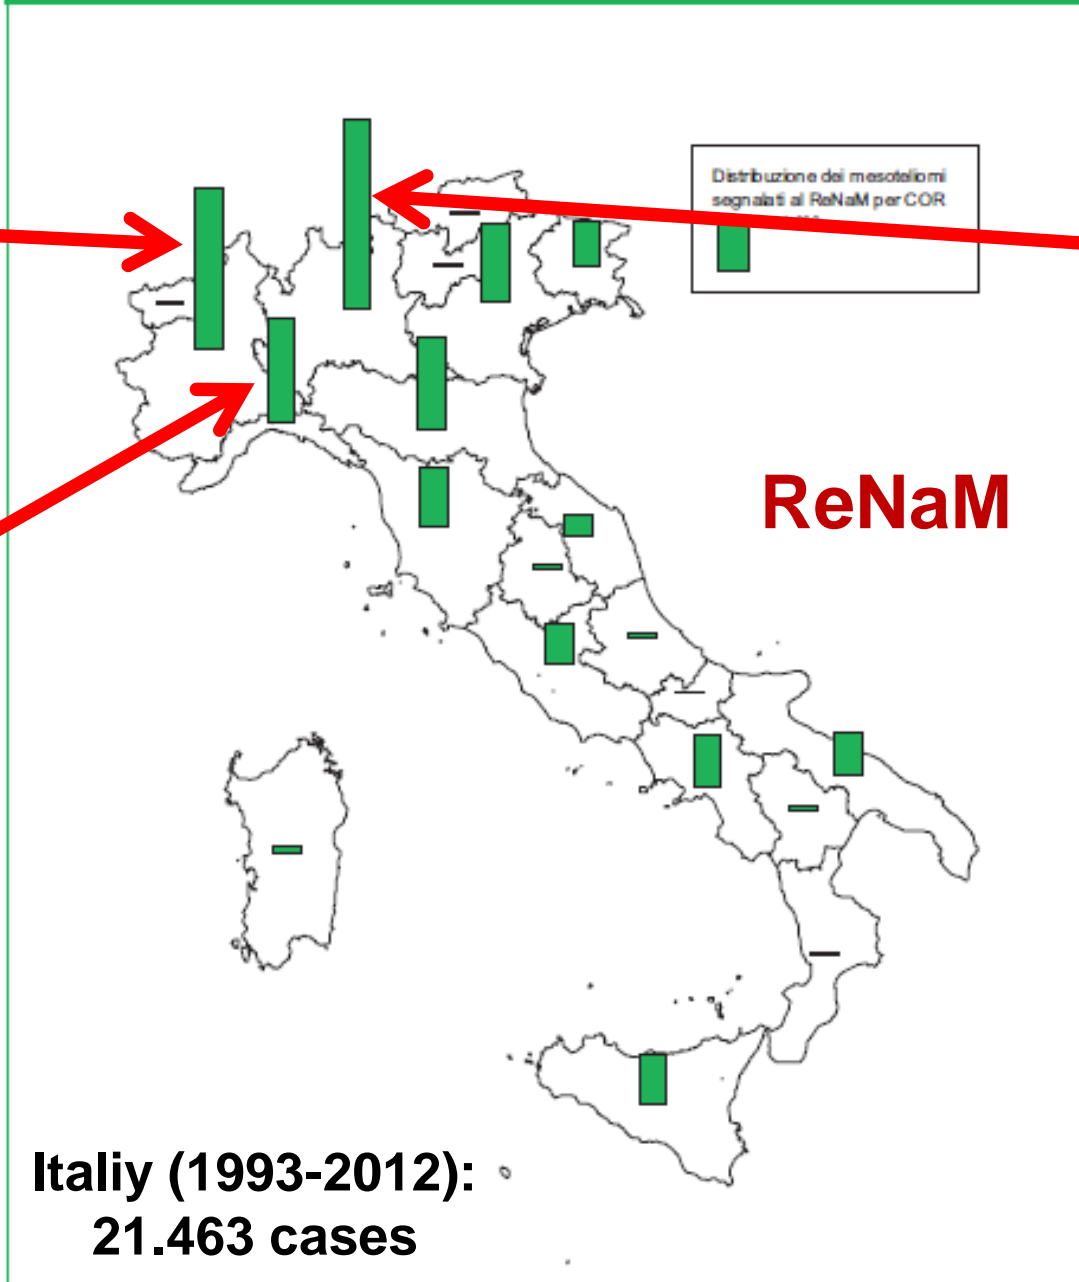 Distribuzione dei mesoteliomi
segnalati al ReNaM per COR
ReNaM
Italiy (1993-2012):
21.463 cases